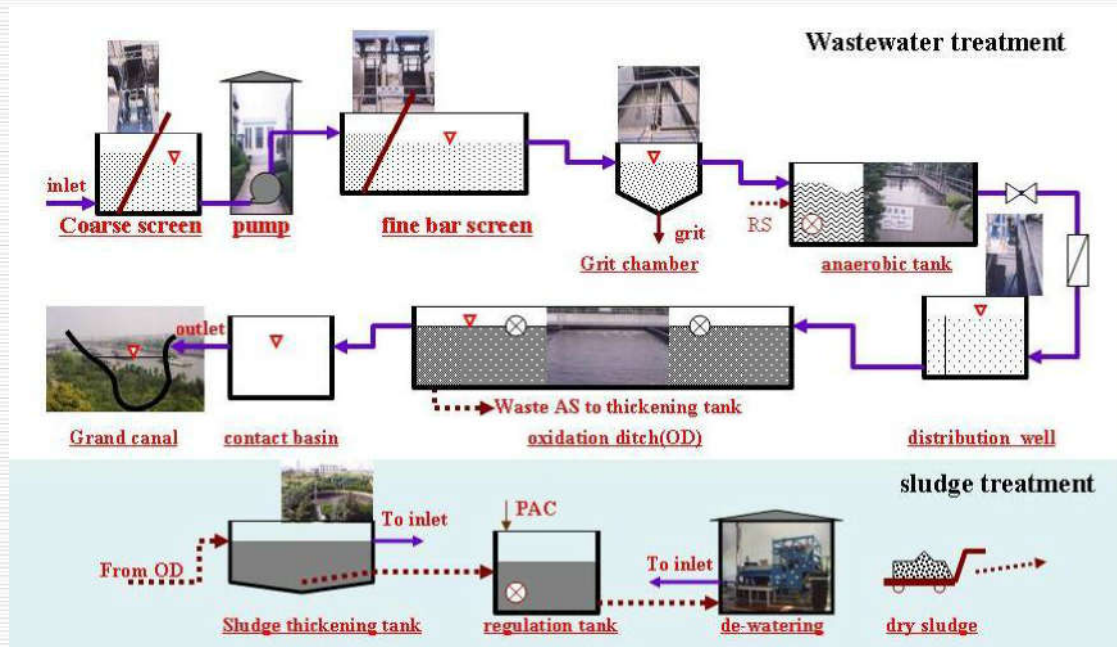 Wastewater treatment
inlet
Coarse screen
pump
fine bar screen
grit
Grit chamber
RS
anaerobic tank
outlet
Waste AS to thickening tank
Grand canal
contact basin
oxidation ditch(OD)
distribution well
sludge treatment
PAC
To inlet
From OD
To inlet
Sludge thickening tank
regulation tank
de-watering
dry sludge